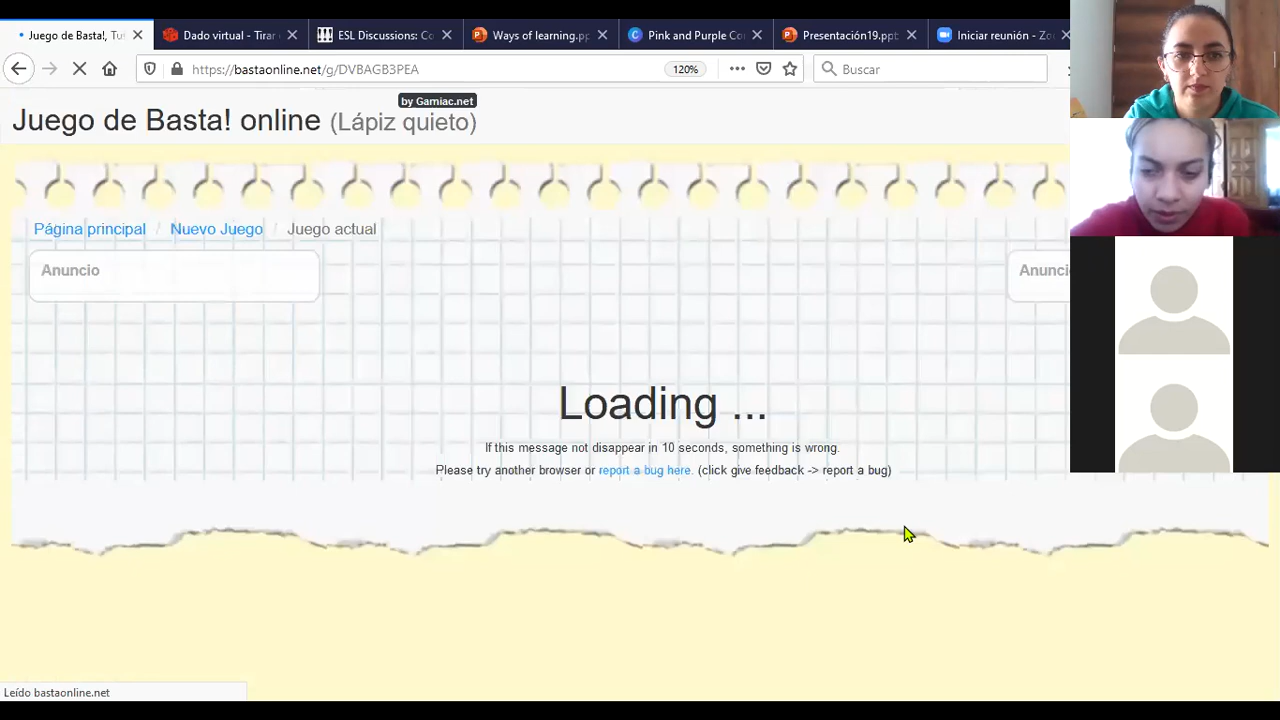 Juego de Basta!, Tu
Dado virtual - Tirar
ESL Discussions: Co
Ways of learning.pp
Pink and Purple Co
Presentación19.ppt
Iniciar reunión - Zo
https://bastaonline.net/g/DVBAGB3PEA
120%
Buscar
by Gamiac.net
Juego de Basta! online (Lápiz quieto)
Página principal / Nuevo Juego / Juego actual
Anuncio
Anunci
Loading ...
If this message not disappear in 10 seconds, something is wrong.
Please try another browser or report a bug here. (click give feedback -> report a bug)
Leído bastaonline.net